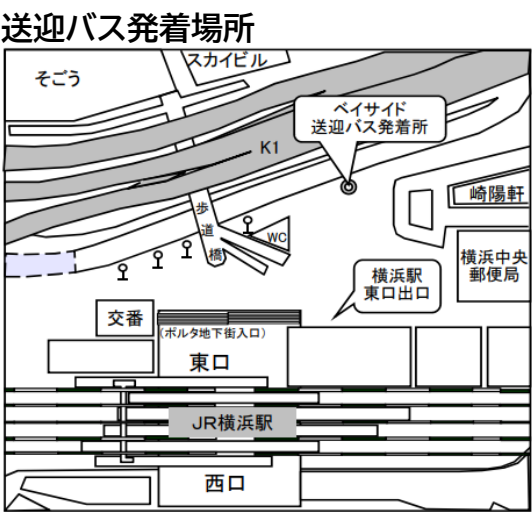 送迎バス発着場所
スカイビル
そごう
ベイサイド
送迎バス発着所
K1
崎陽軒
歩
道
橋
WC
横浜中央
郵便局
横浜駅
東口出口
交番
(ポルタ地下街入口)
東口
JR横浜駅
西口